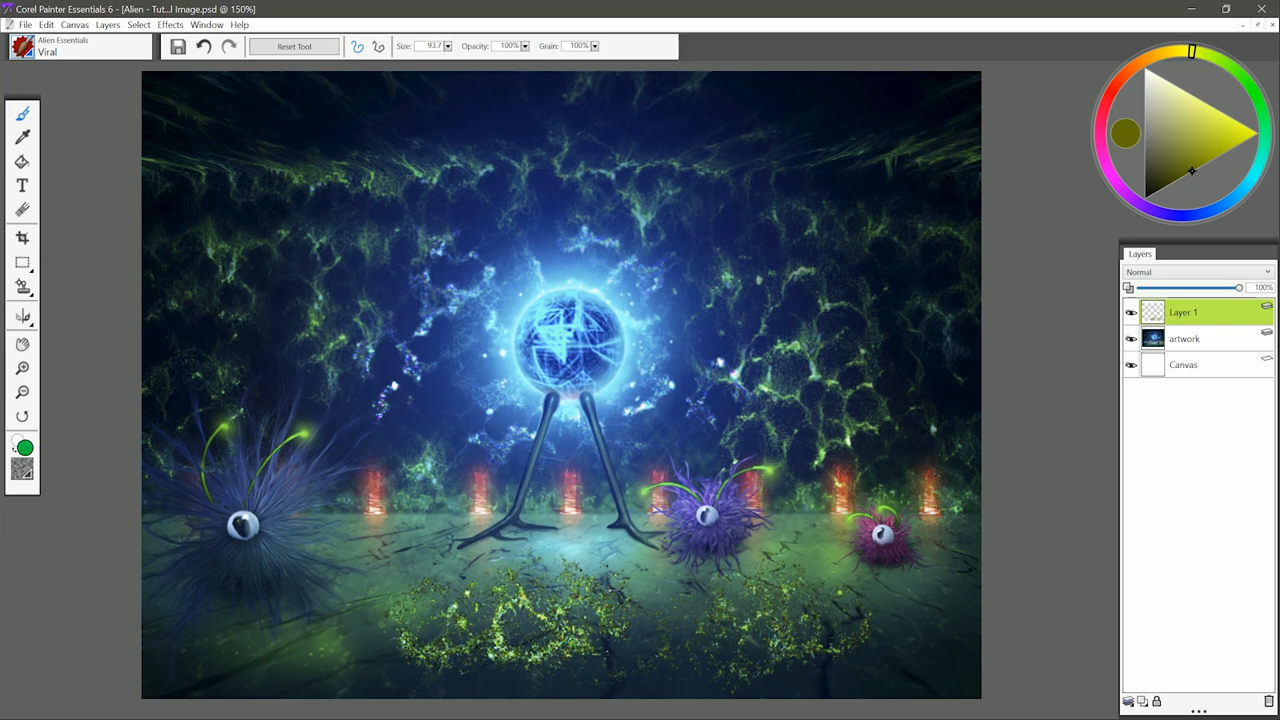 Corel Painter Essentials 6 - [Alien - Tut...l Image.psd @ 150%]
File Edit Canvas Layers Select Effects Window Help
Alien Essentials
Viral
Reset Tool Size: 93.7 Opacity: 100% Grain: 100%
Layers
Normal
100%
Layer 1
artwork
Canvas